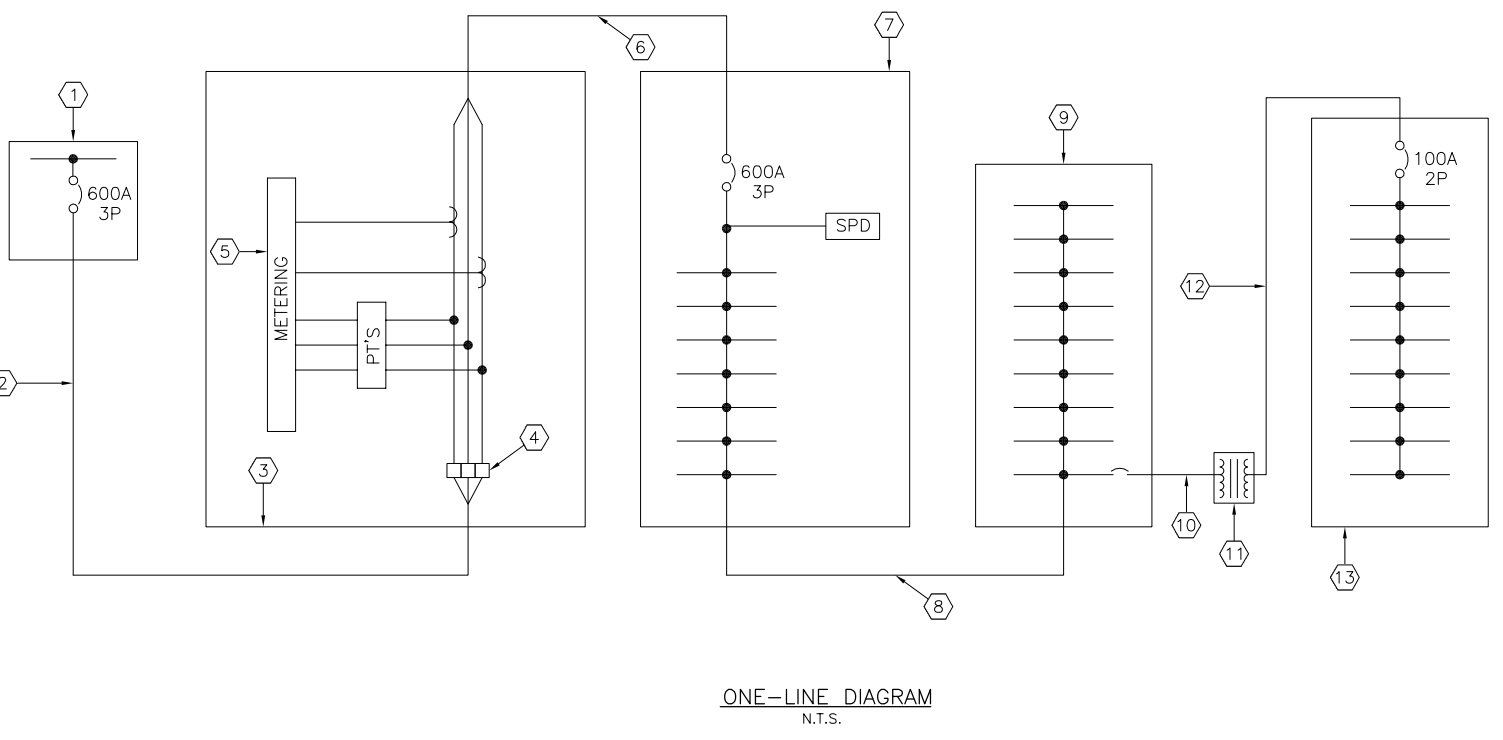 1
600A
3P
2
3
4
5
METERING
PT'S
6
7
600A
3P
SPD
8
9
10
11
12
13
100A
2P
ONE-LINE DIAGRAM
N.T.S.